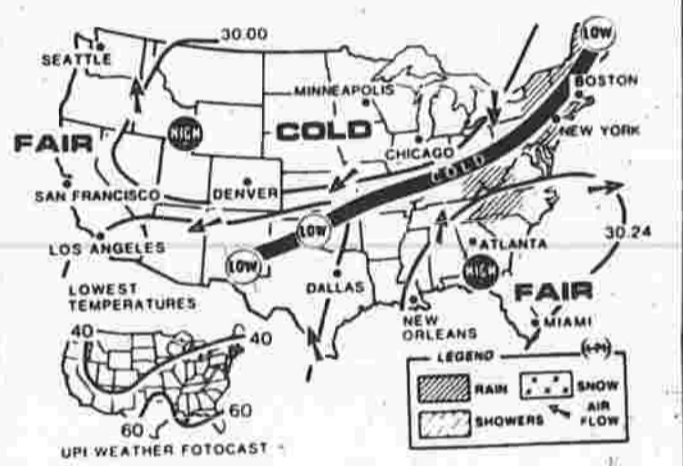 30.00
LOW
SEATTLE
BOSTON
MINNEAPOLIS
HIGH
COLD
FAIR
NEW YORK
CHICAGO
COLD
SAN FRANCISCO
DENVER
LOW
LOS ANGELES
LOW
ATLANTA
30.24
HIGH
DALLAS
FAIR
LOWEST
TEMPERATURES
NEW
ORLEANS
MIAMI
40
40
LEGEND
RAIN
SNOW
SHOWERS
AIR
FLOW
60
60
UPI WEATHER FOTOCAST